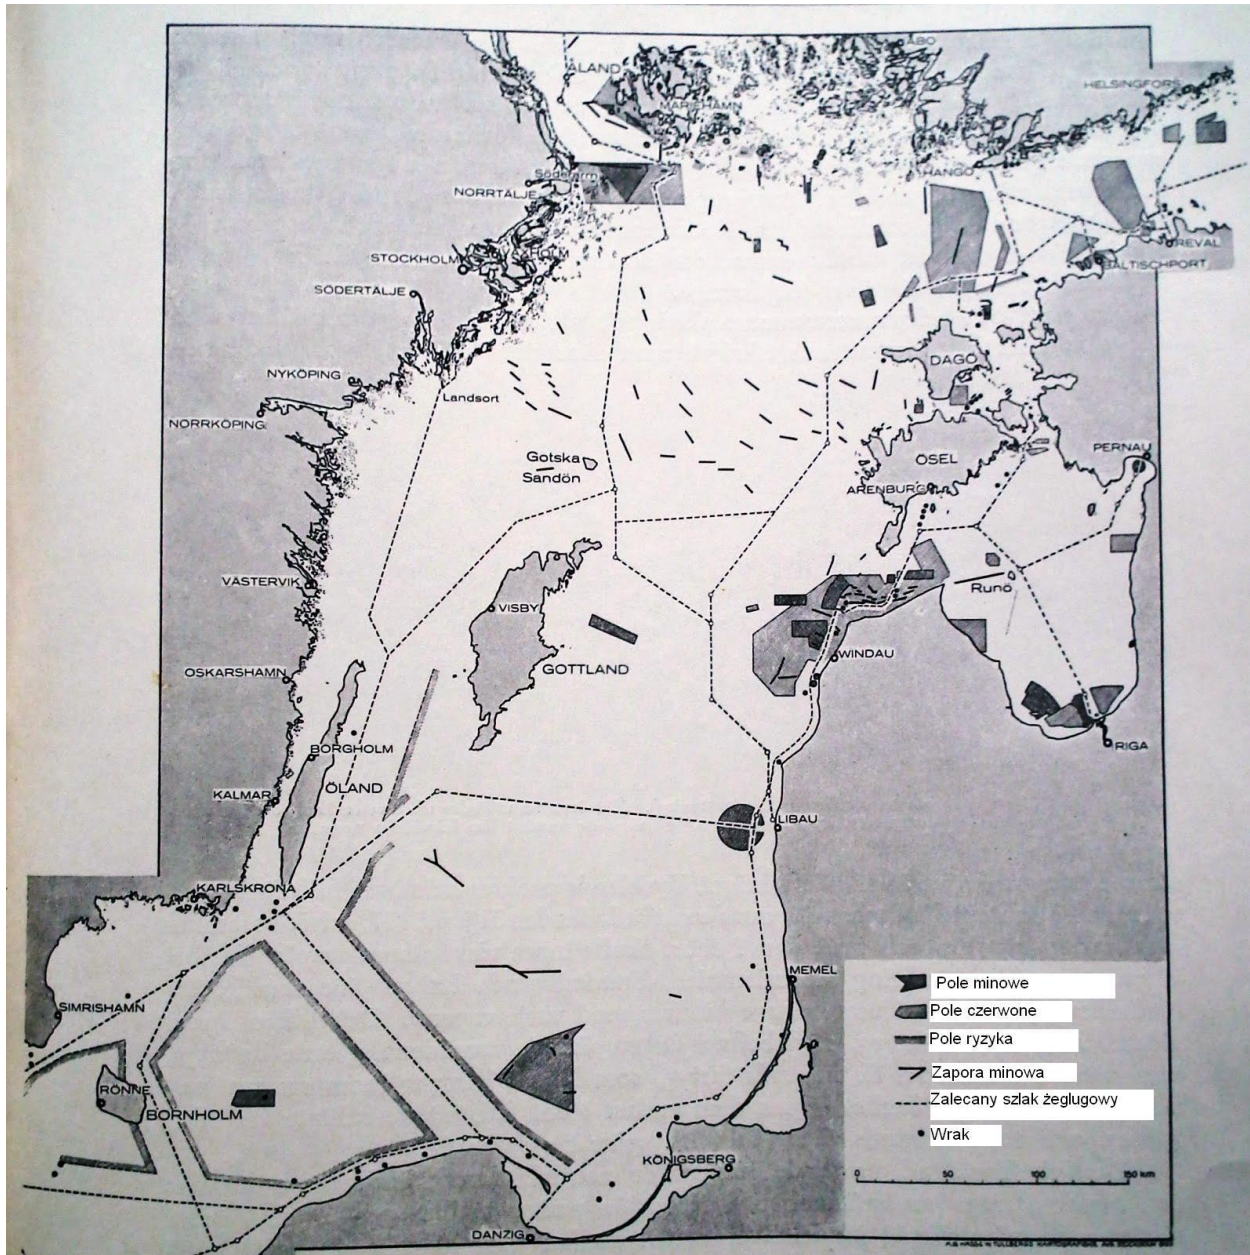 ÅBO
ÅLAND
HELSINGFORS
MARIEHAMN
HANGÖ
Söderarm
NORRTÄLJE
REVAL
STOCKHOLM
BALTISCHPORT
SÖDERTÄLJE
DAGÖ
NYKÖPING
Landsort
NORRKÖPING
PERNAU
Gotska
Sandön
ÖSEL
ARENBURG
VÄSTERVIK
Runö
VISBY
WINDAU
GOTTLAND
OSKARSHAMN
RIGA
BORGHOLM
ÖLAND
KALMAR
LIBAU
KARLSKRONA
MEMEL
Pole minowe
SIMRISHAMN
Pole czerwone
Pole ryzyka
Zapora minowa
RÖNNE
Zalecany szlak żeglugowy
BORNHOLM
Wrak
KÖNIGSBERG
0 50 100 150 km
DANZIG